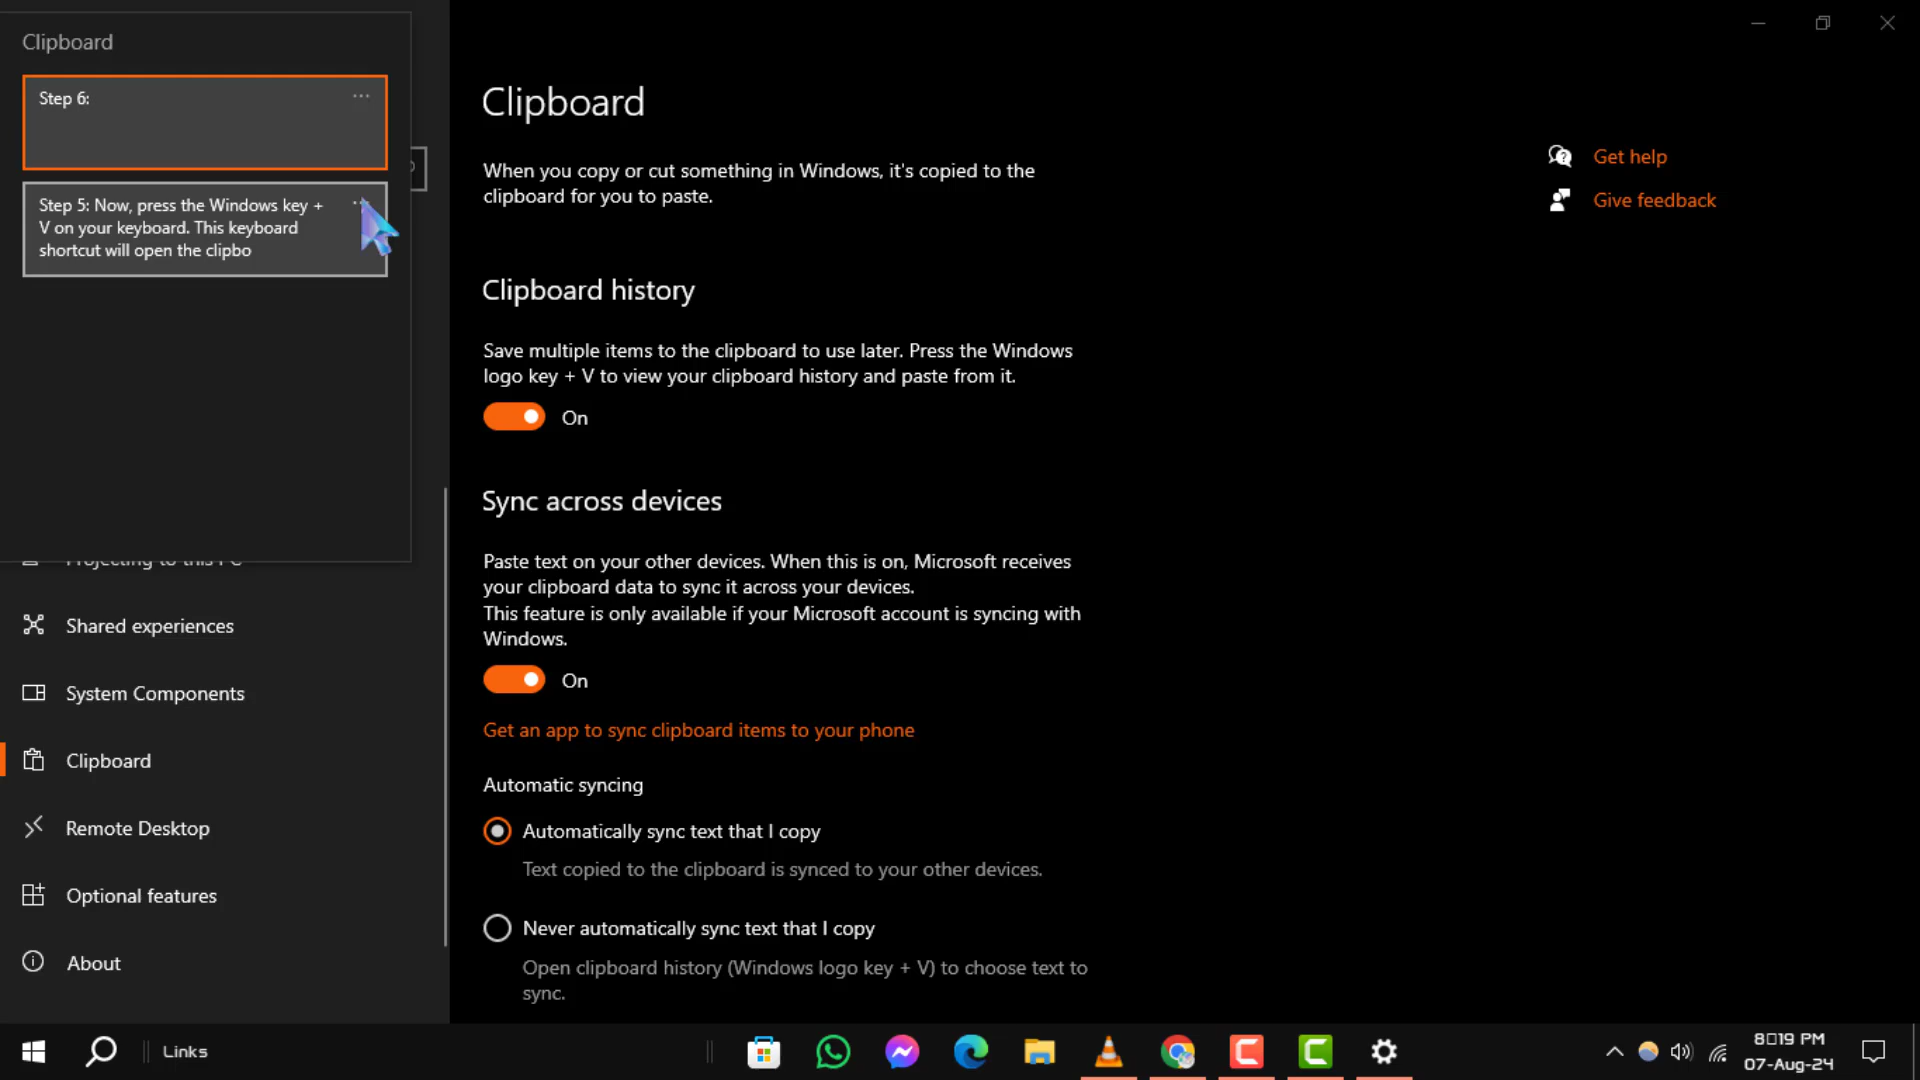 Clipboard
Step 6:
Step 5: Now, press the Windows key +
V on your keyboard. This keyboard
shortcut will open the clipbo
Shared experiences
System Components
Clipboard
Remote Desktop
Optional features
About
Clipboard
When you copy or cut something in Windows, it's copied to the
clipboard for you to paste.
Clipboard history
Save multiple items to the clipboard to use later. Press the Windows
logo key + V to view your clipboard history and paste from it.
On
Sync across devices
Paste text on your other devices. When this is on, Microsoft receives
your clipboard data to sync it across your devices.
This feature is only available if your Microsoft account is syncing with
Windows.
On
Get an app to sync clipboard items to your phone
Automatic syncing
Automatically sync text that I copy
Text copied to the clipboard is synced to your other devices.
Never automatically sync text that I copy
Open clipboard history (Windows logo key + V) to choose text to
sync.
Get help
Give feedback
Links
8▯19 PM
07-Aug-24